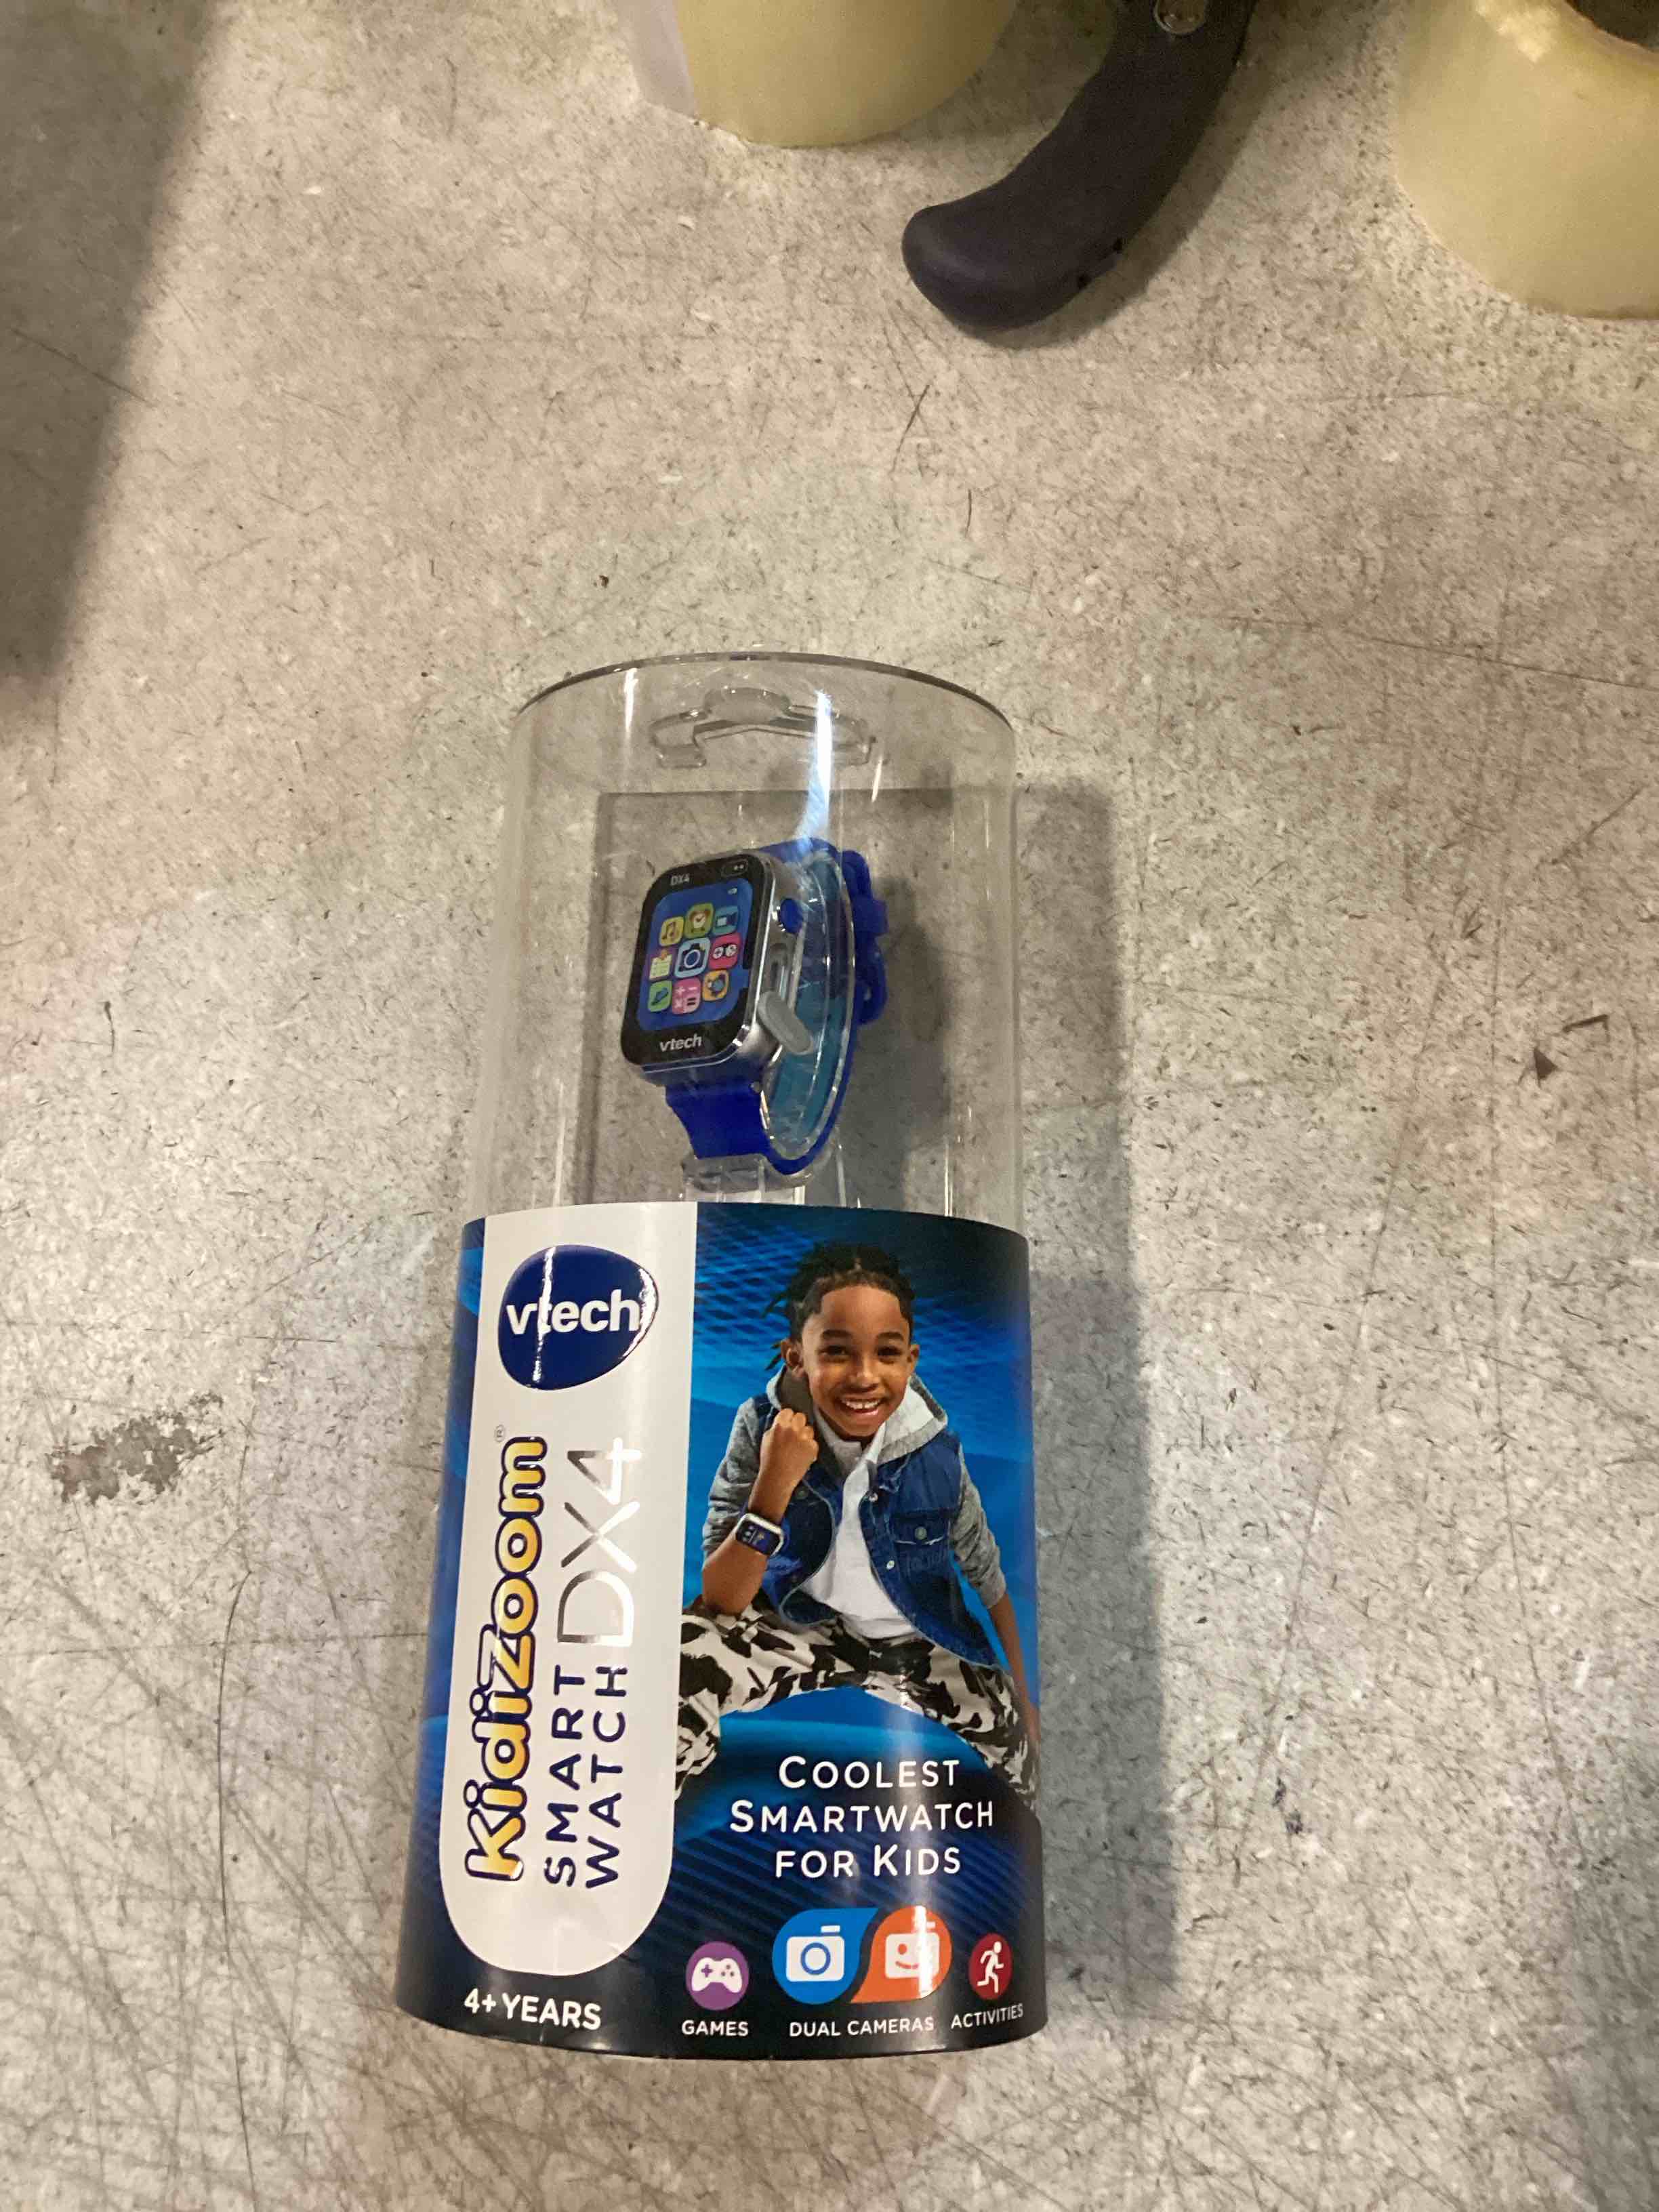 DX4
vtech
vtech
KidiZoom®
SMART
WATCH
DX4
COOLEST
SMARTWATCH
FOR KIDS
4+ YEARS
GAMES
DUAL CAMERAS
ACTIVITIES